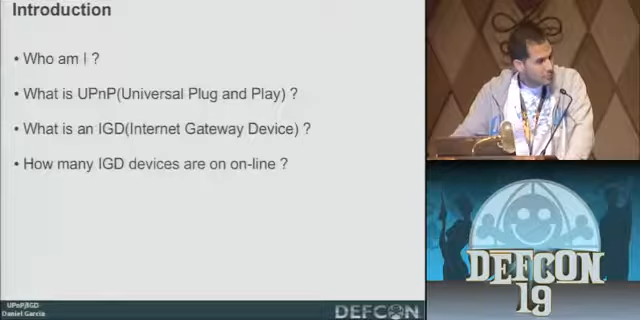 Introduction
• Who am I ?
• What is UPnP(Universal Plug and Play) ?
• What is an IGD(Internet Gateway Device) ?
• How many IGD devices are on on-line ?
UPnP/IGD
Daniel Garcia
DEFCON
DEFCON
19